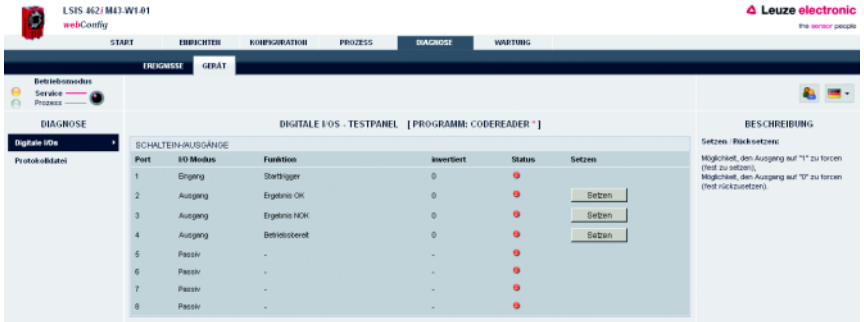 LSIS 462i M43-W1-01
webConfig
Leuze electronic
the sensor people
START EINRICHTEN KONFIGURATION PROZESS DIAGNOSE WARTUNG
EREIGNISSE GERÄT
Betriebsmodus
Service
Prozess
DIAGNOSE
Digitale I/Os
Protokolldatei
DIGITALE I/OS - TESTPANEL [ PROGRAMM: CODEREADER * ]
SCHALTEIN-/AUSGÄNGE
Port I/O Modus Funktion invertiert Status Setzen
1 Eingang Starttrigger 0
2 Ausgang Ergebnis OK 0 Setzen
3 Ausgang Ergebnis NOK 0 Setzen
4 Ausgang Betriebsbereit 0 Setzen
5 Passiv - -
6 Passiv - -
7 Passiv - -
8 Passiv - -
BESCHREIBUNG
Setzen / Rücksetzen:
Möglichkeit, den Ausgang auf "1" zu forcen
(fest zu setzen),
Möglichkeit, den Ausgang auf "0" zu forcen
(fest rückzusetzen).